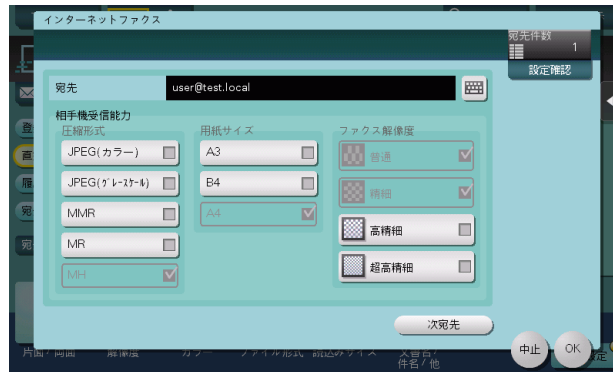 インターネットファクス
宛先件数
1
設定確認
宛先
user@test.local
相手機受信能力
圧縮形式
用紙サイズ
ファクス解像度
JPEG(カラー)
A3
普通
JPEG(ｸﾞﾚｰｽｹｰﾙ)
B4
精細
MMR
A4
高精細
MR
超高精細
MH
次宛先
中止
OK
片面/両面
解像度
カラー
ファイル形式
読込みサイズ
文書名/
件名/他